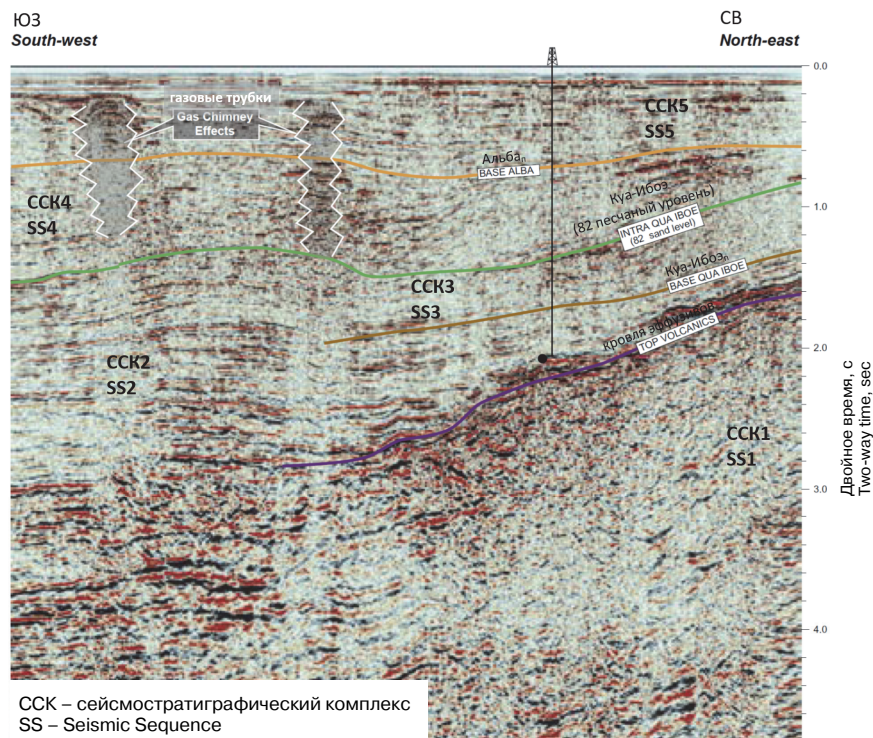 ЮЗ
South-west
СВ
North-east
0.0
газовые трубки
Gas Chimney
Effects
ССК5
SS5
Альбаₙ
BASE ALBA
ССК4
SS4
Куа-Ибоэ
(82 песчаный уровень)
INTRA QUA IBOE
(82 sand level)
1.0
Куа-Ибоэₙ
BASE QUA IBOE
ССК3
SS3
кровля эффузивов
TOP VOLCANICS
2.0
ССК2
SS2
ССК1
SS1
Двойное время, с
Two-way time, sec
3.0
4.0
ССК – сейсмостратиграфический комплекс
SS – Seismic Sequence